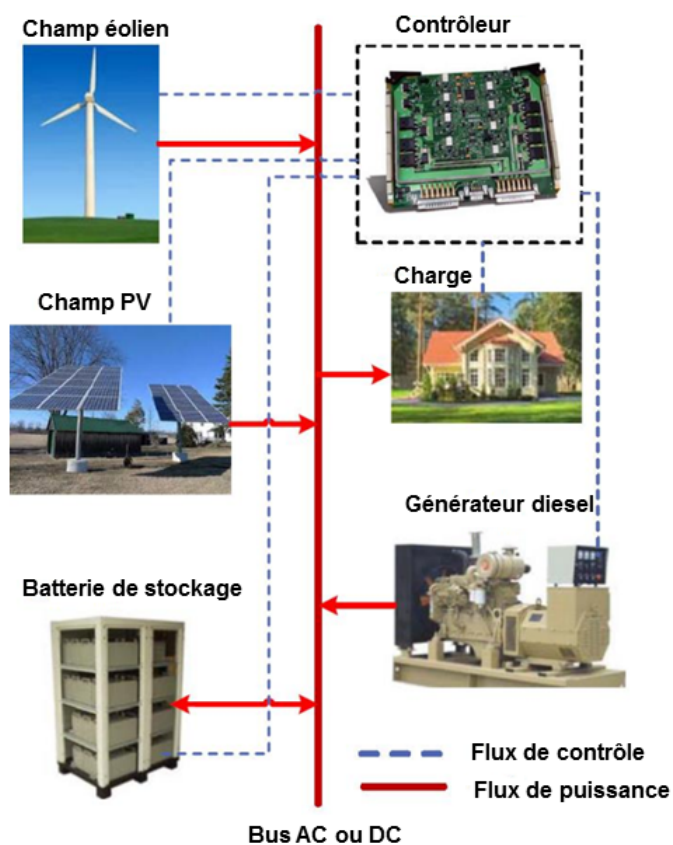 Champ éolien
Contrôleur
Champ PV
Charge
Générateur diesel
Batterie de stockage
Flux de contrôle
Flux de puissance
Bus AC ou DC